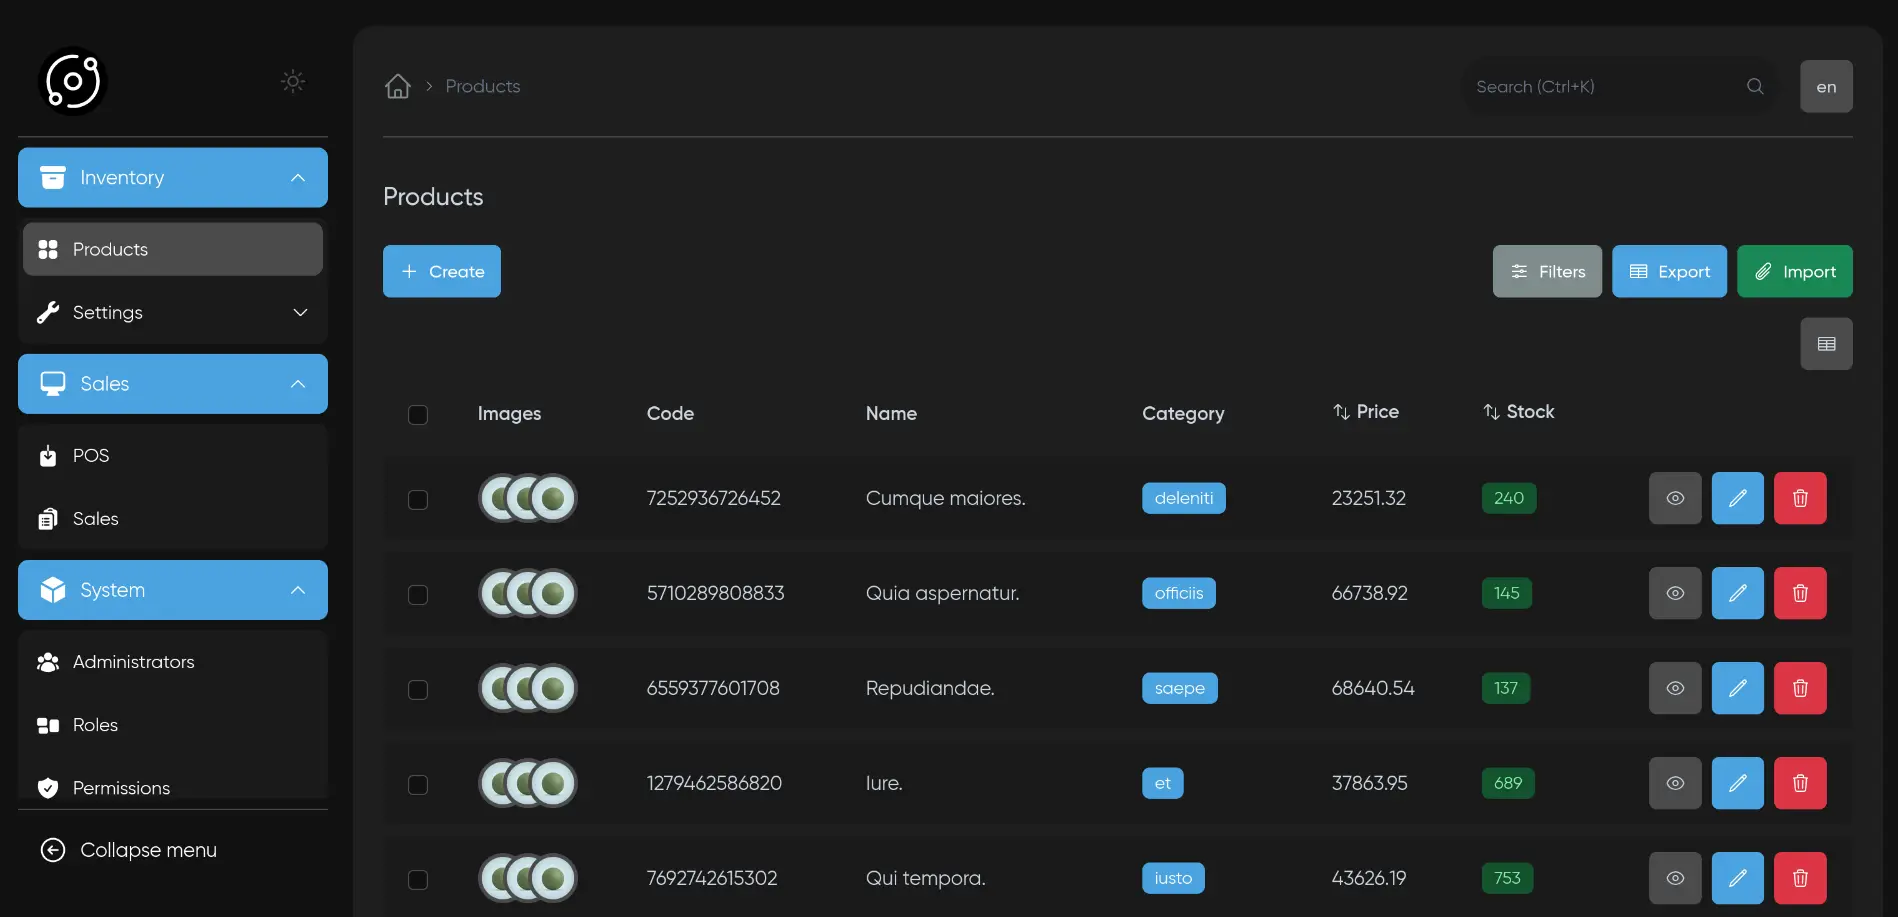 Products
Search (Ctrl+K)
en
Inventory
Products
Settings
Sales
POS
Sales
System
Administrators
Roles
Permissions
Collapse menu
Products
Create
Filters
Export
Import
Images Code Name Category Price Stock
7252936726452 Cumque maiores. deleniti 23251.32 240
5710289808833 Quia aspernatur. officiis 66738.92 145
6559377601708 Repudiandae. saepe 68640.54 137
1279462586820 Iure. et 37863.95 689
7692742615302 Qui tempora. iusto 43626.19 753